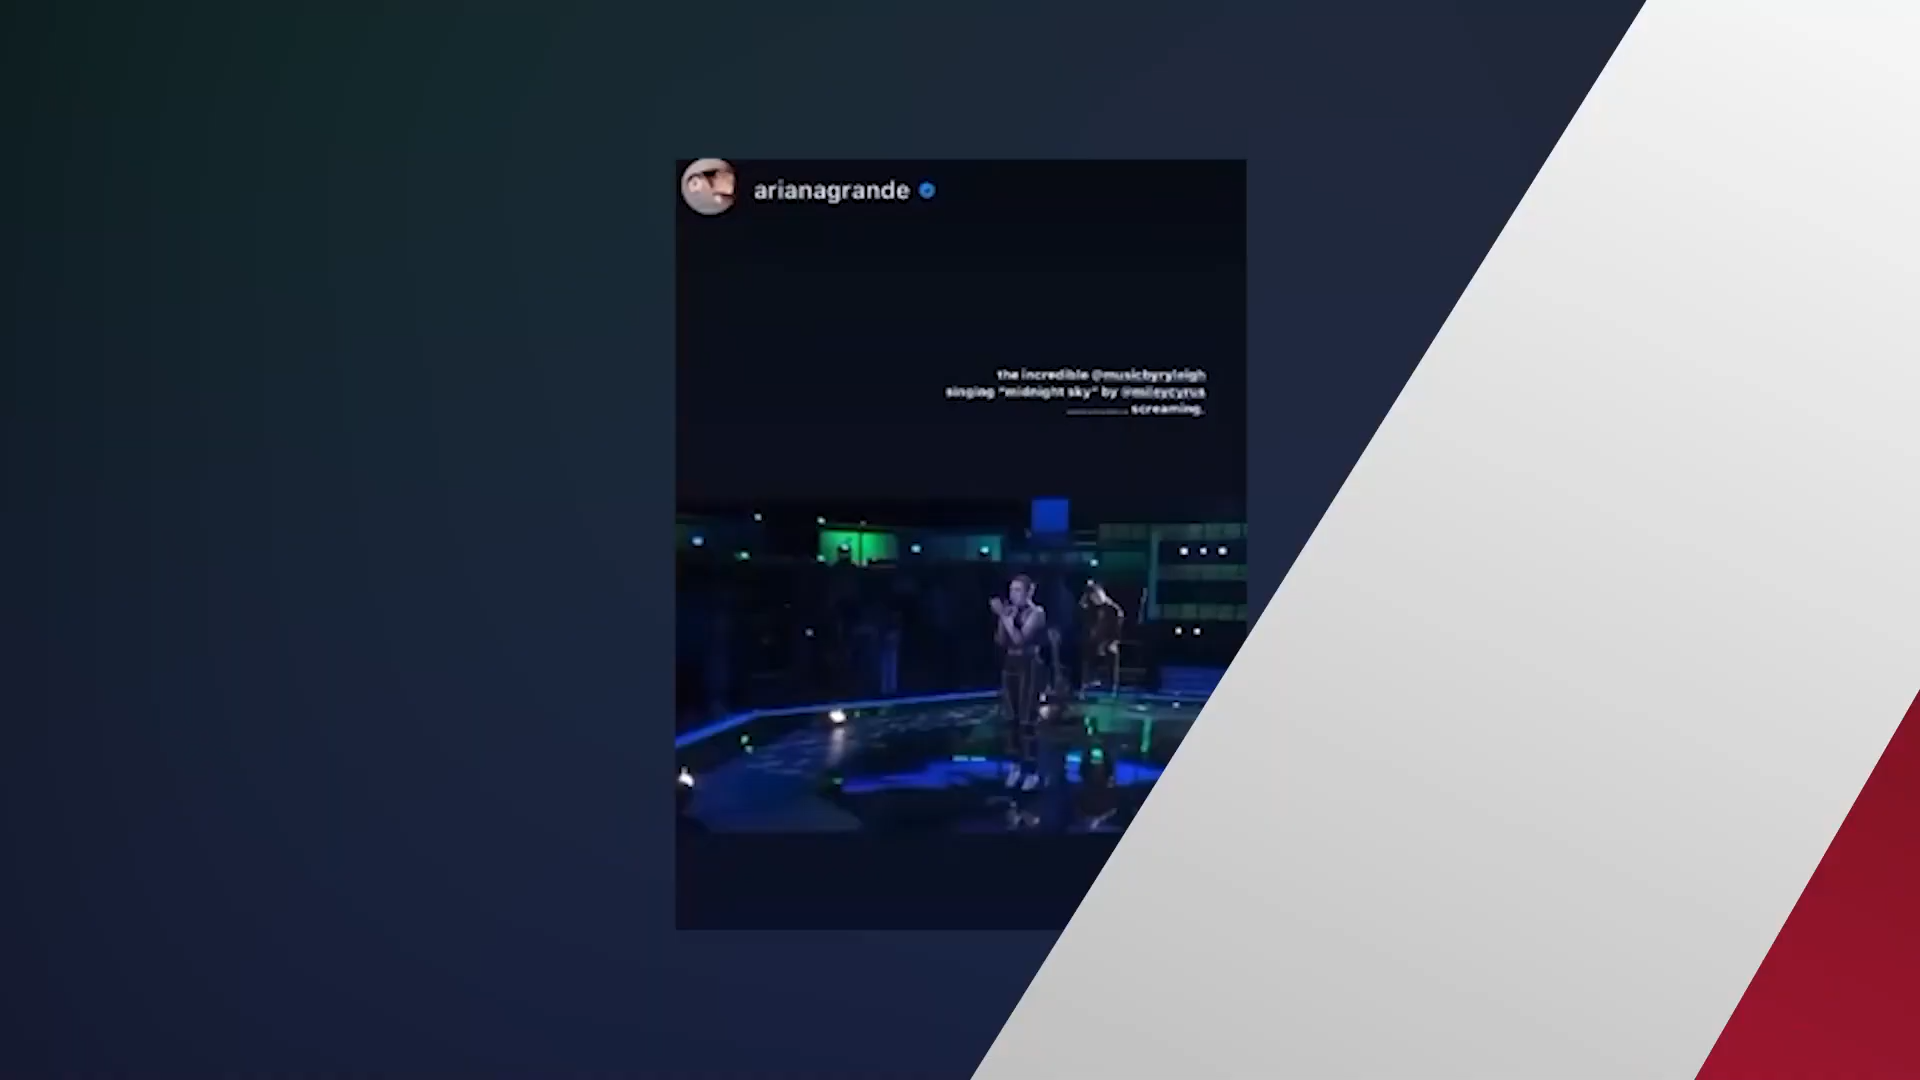 arianagrande
the incredible @musicbyryleigh
singing "midnight sky" by @mileycyrus
screaming.